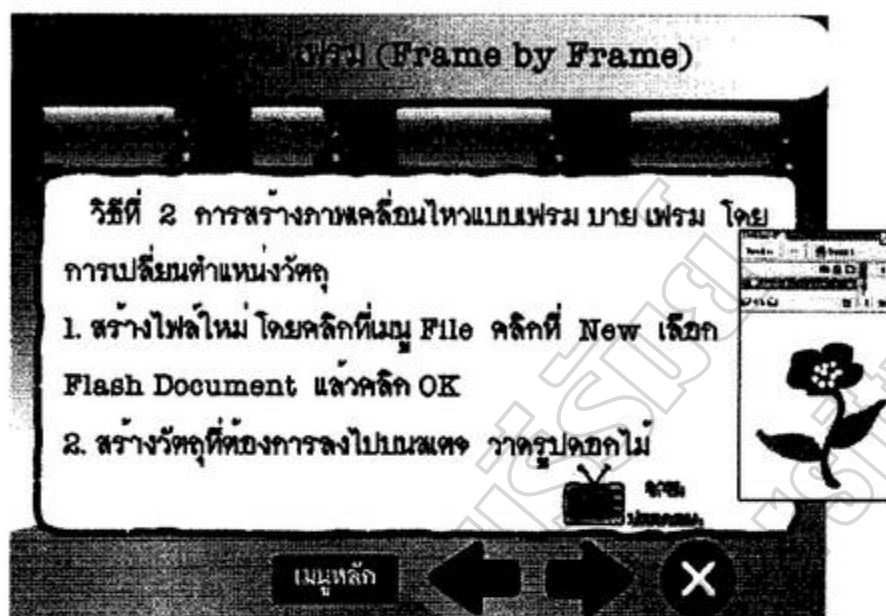 เฟรม (Frame by Frame)
วิธีที่ 2 การสร้างภาพเคลื่อนไหวแบบเฟรม บาย เฟรม โดย
การเปลี่ยนตำแหน่งวัตถุ
1. สร้างไฟล์ใหม่ โดยคลิกที่เมนู File คลิกที่ New เลือก
Flash Document แล้วคลิก OK
2. สร้างวัตถุที่ต้องการลงไปบนสเตจ วาดรูปดอกไม้
เมนูหลัก